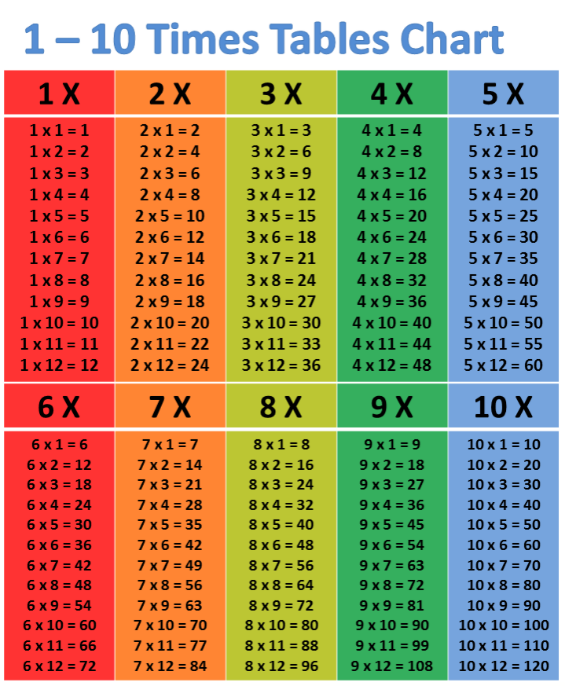 1 – 10 Times Tables Chart
1 X
1 x 1 = 1
1 x 2 = 2
1 x 3 = 3
1 x 4 = 4
1 x 5 = 5
1 x 6 = 6
1 x 7 = 7
1 x 8 = 8
1 x 9 = 9
1 x 10 = 10
1 x 11 = 11
1 x 12 = 12
2 X
2 x 1 = 2
2 x 2 = 4
2 x 3 = 6
2 x 4 = 8
2 x 5 = 10
2 x 6 = 12
2 x 7 = 14
2 x 8 = 16
2 x 9 = 18
2 x 10 = 20
2 x 11 = 22
2 x 12 = 24
3 X
3 x 1 = 3
3 x 2 = 6
3 x 3 = 9
3 x 4 = 12
3 x 5 = 15
3 x 6 = 18
3 x 7 = 21
3 x 8 = 24
3 x 9 = 27
3 x 10 = 30
3 x 11 = 33
3 x 12 = 36
4 X
4 x 1 = 4
4 x 2 = 8
4 x 3 = 12
4 x 4 = 16
4 x 5 = 20
4 x 6 = 24
4 x 7 = 28
4 x 8 = 32
4 x 9 = 36
4 x 10 = 40
4 x 11 = 44
4 x 12 = 48
5 X
5 x 1 = 5
5 x 2 = 10
5 x 3 = 15
5 x 4 = 20
5 x 5 = 25
5 x 6 = 30
5 x 7 = 35
5 x 8 = 40
5 x 9 = 45
5 x 10 = 50
5 x 11 = 55
5 x 12 = 60
6 X
6 x 1 = 6
6 x 2 = 12
6 x 3 = 18
6 x 4 = 24
6 x 5 = 30
6 x 6 = 36
6 x 7 = 42
6 x 8 = 48
6 x 9 = 54
6 x 10 = 60
6 x 11 = 66
6 x 12 = 72
7 X
7 x 1 = 7
7 x 2 = 14
7 x 3 = 21
7 x 4 = 28
7 x 5 = 35
7 x 6 = 42
7 x 7 = 49
7 x 8 = 56
7 x 9 = 63
7 x 10 = 70
7 x 11 = 77
7 x 12 = 84
8 X
8 x 1 = 8
8 x 2 = 16
8 x 3 = 24
8 x 4 = 32
8 x 5 = 40
8 x 6 = 48
8 x 7 = 56
8 x 8 = 64
8 x 9 = 72
8 x 10 = 80
8 x 11 = 88
8 x 12 = 96
9 X
9 x 1 = 9
9 x 2 = 18
9 x 3 = 27
9 x 4 = 36
9 x 5 = 45
9 x 6 = 54
9 x 7 = 63
9 x 8 = 72
9 x 9 = 81
9 x 10 = 90
9 x 11 = 99
9 x 12 = 108
10 X
10 x 1 = 10
10 x 2 = 20
10 x 3 = 30
10 x 4 = 40
10 x 5 = 50
10 x 6 = 60
10 x 7 = 70
10 x 8 = 80
10 x 9 = 90
10 x 10 = 100
10 x 11 = 110
10 x 12 = 120